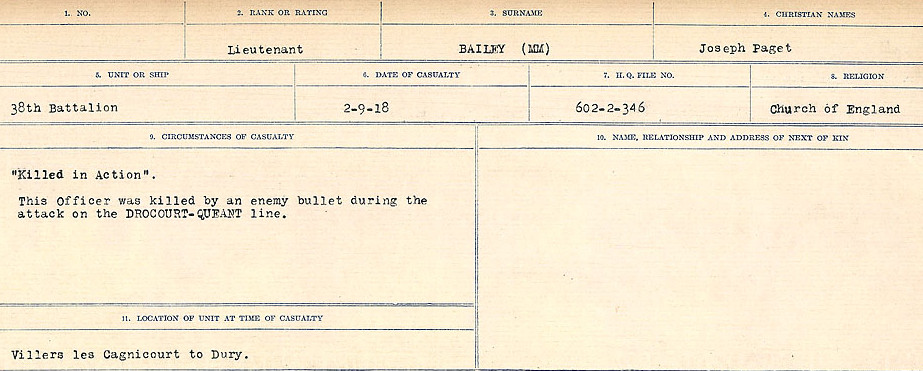 1. NO. 2. RANK OR RATING 3. SURNAME 4. CHRISTIAN NAMES
Lieutenant BAILEY (MM) Joseph Paget
5. UNIT OR SHIP 6. DATE OF CASUALTY 7. H.Q. FILE NO. 8. RELIGION
38th Battalion 2-9-18 602-2-346 Church of England
9. CIRCUMSTANCES OF CASUALTY 10. NAME, RELATIONSHIP AND ADDRESS OF NEXT OF KIN
"Killed in Action".
This Officer was killed by an enemy bullet during the
attack on the DROCOURT-QUEANT line.
11. LOCATION OF UNIT AT TIME OF CASUALTY
Villers les Cagnicourt to Dury.